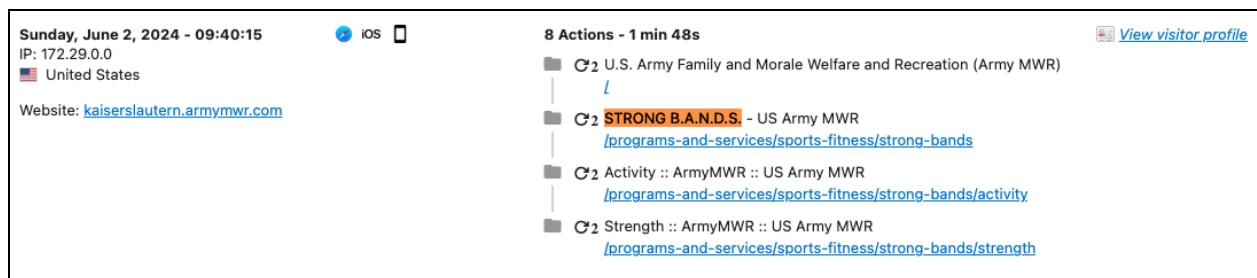 Sunday, June 2, 2024 - 09:40:15
iOS
IP: 172.29.0.0
United States
Website: kaiserslautern.armymwr.com
8 Actions - 1 min 48s
View visitor profile
2 U.S. Army Family and Morale Welfare and Recreation (Army MWR)
/
2 STRONG B.A.N.D.S. - US Army MWR
/programs-and-services/sports-fitness/strong-bands
2 Activity :: ArmyMWR :: US Army MWR
/programs-and-services/sports-fitness/strong-bands/activity
2 Strength :: ArmyMWR :: US Army MWR
/programs-and-services/sports-fitness/strong-bands/strength